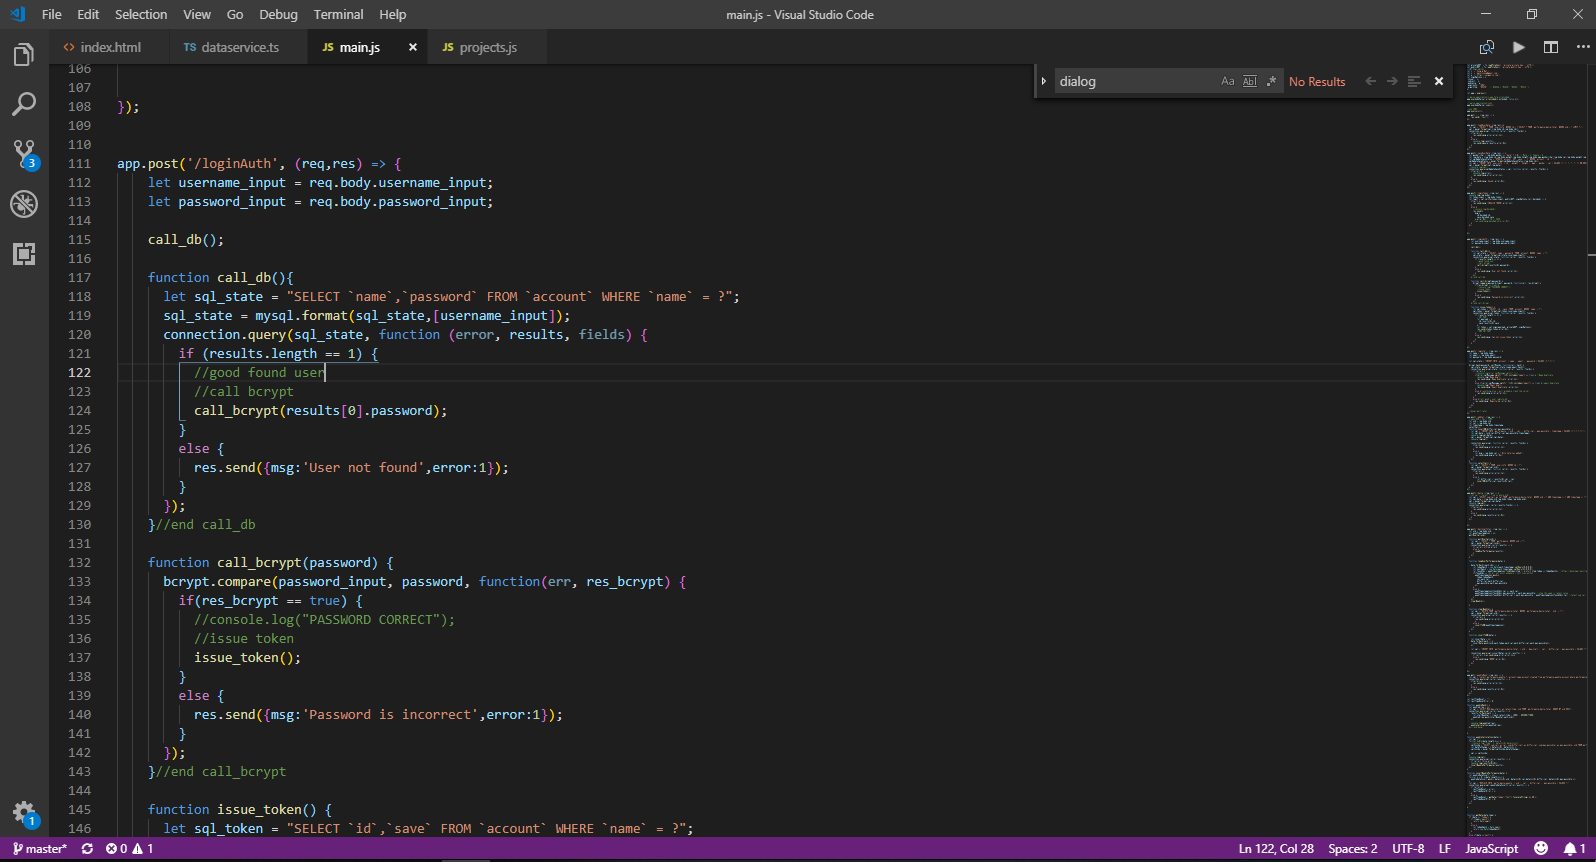 File Edit Selection View Go Debug Terminal Help
main.js - Visual Studio Code
<> index.html
TS dataservice.ts
JS main.js ×
JS projects.js
dialog Aa Abl .* No Results
106
107
108 });
109
110
111 app.post('/loginAuth', (req,res) => {
112 let username_input = req.body.username_input;
113 let password_input = req.body.password_input;
114
115 call_db();
116
117 function call_db(){
118 let sql_state = "SELECT `name`,`password` FROM `account` WHERE `name` = ?";
119 sql_state = mysql.format(sql_state,[username_input]);
120 connection.query(sql_state, function (error, results, fields) {
121 if (results.length == 1) {
122 //good found user
123 //call bcrypt
124 call_bcrypt(results[0].password);
125 }
126 else {
127 res.send({msg:'User not found',error:1});
128 }
129 });
130 }//end call_db
131
132 function call_bcrypt(password) {
133 bcrypt.compare(password_input, password, function(err, res_bcrypt) {
134 if(res_bcrypt == true) {
135 //console.log("PASSWORD CORRECT");
136 //issue token
137 issue_token();
138 }
139 else {
140 res.send({msg:'Password is incorrect',error:1});
141 }
142 });
143 }//end call_bcrypt
144
145 function issue_token() {
146 let sql_token = "SELECT `id`,`save` FROM `account` WHERE `name` = ?";
3
1
master* 0 1
Ln 122, Col 28 Spaces: 2 UTF-8 LF JavaScript 1